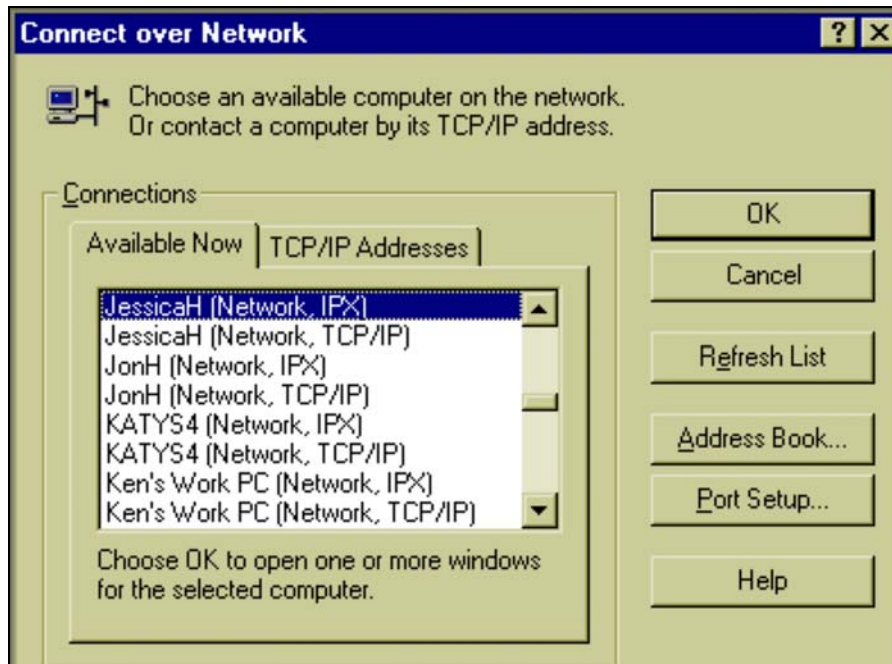 Connect over Network
Choose an available computer on the network.
Or contact a computer by its TCP/IP address.
Connections
Available Now
TCP/IP Addresses
JessicaH (Network, IPX)
JessicaH (Network, TCP/IP)
JonH (Network, IPX)
JonH (Network, TCP/IP)
KATYS4 (Network, IPX)
KATYS4 (Network, TCP/IP)
Ken's Work PC (Network, IPX)
Ken's Work PC (Network, TCP/IP)
Choose OK to open one or more windows
for the selected computer.
OK
Cancel
Refresh List
Address Book...
Port Setup...
Help